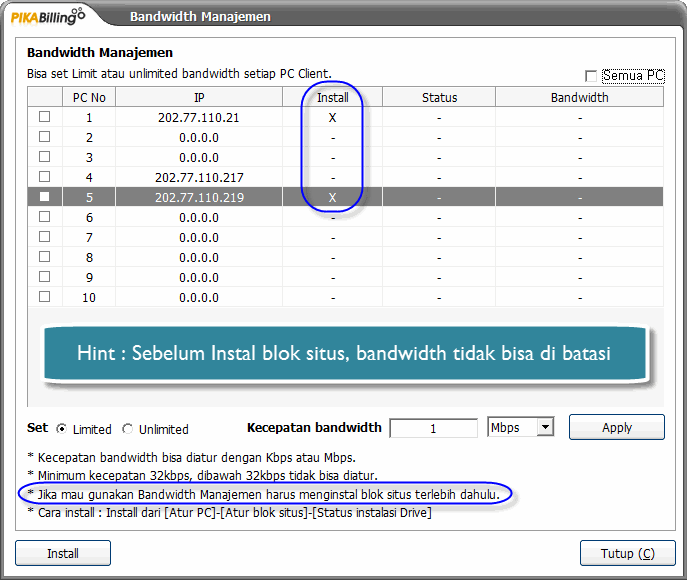 PIKABilling Bandwidth Manajemen
Bandwidth Manajemen
Bisa set Limit atau unlimited bandwidth setiap PC Client.
Semua PC
PC No IP Install Status Bandwidth
1 202.77.110.21 X - -
2 0.0.0.0 - - -
3 0.0.0.0 - - -
4 202.77.110.217 - - -
5 202.77.110.219 X - -
6 0.0.0.0 - - -
7 0.0.0.0 - - -
8 0.0.0.0 - - -
9 0.0.0.0 - - -
10 0.0.0.0 - - -
Hint : Sebelum Instal blok situs, bandwidth tidak bisa di batasi
Set Limited Unlimited Kecepatan bandwidth 1 Mbps Apply
* Kecepatan bandwidth bisa diatur dengan Kbps atau Mbps.
* Minimum kecepatan 32kbps, dibawah 32kbps tidak bisa diatur.
* Jika mau gunakan Bandwidth Manajemen harus menginstal blok situs terlebih dahulu.
* Cara install : Install dari [Atur PC]-[Atur blok situs]-[Status instalasi Drive]
Install Tutup (C)